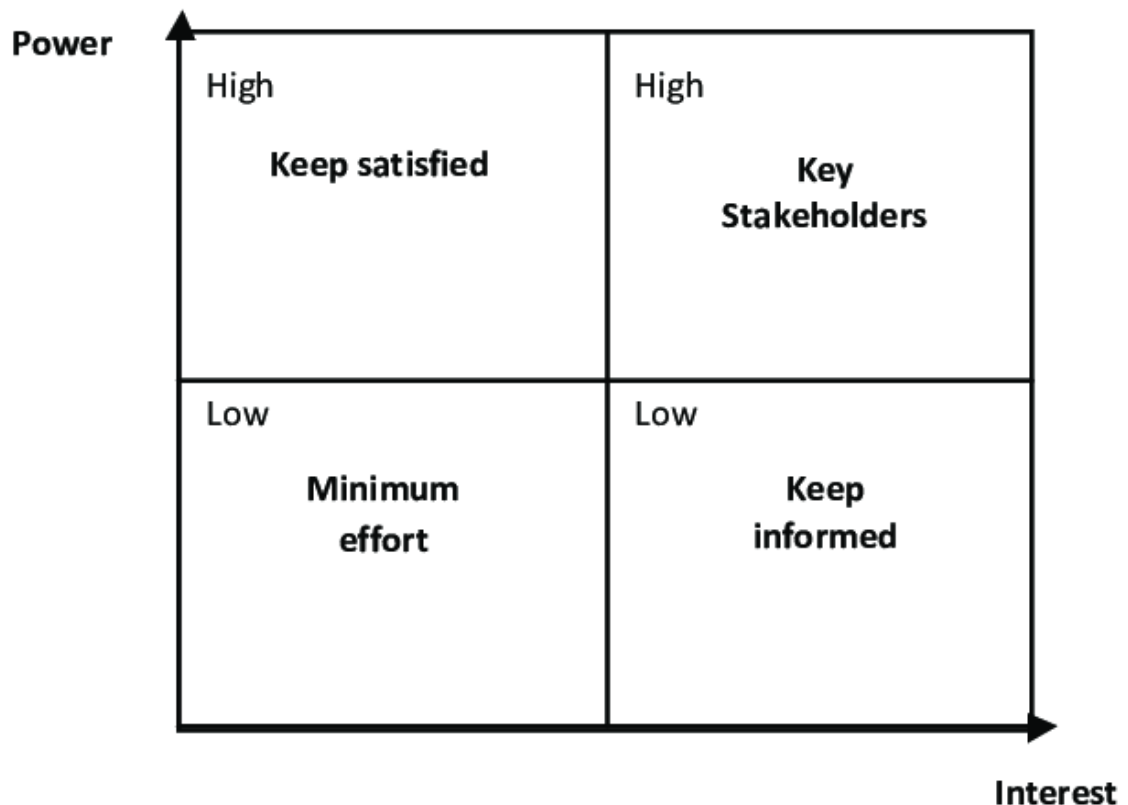 Power
High
Keep satisfied
High
Key
Stakeholders
Low
Minimum
effort
Low
Keep
informed
Interest